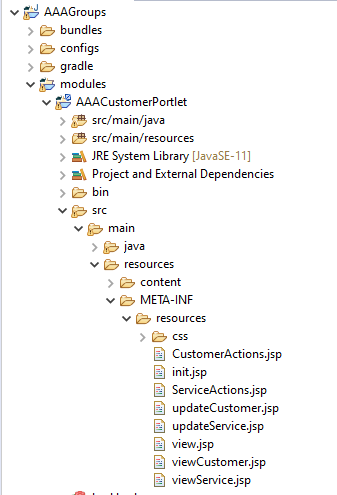 AAAGroups
bundles
configs
gradle
modules
AAACustomerPortlet
src/main/java
src/main/resources
JRE System Library [JavaSE-11]
Project and External Dependencies
bin
src
main
java
resources
content
META-INF
resources
css
CustomerActions.jsp
init.jsp
ServiceActions.jsp
updateCustomer.jsp
updateService.jsp
view.jsp
viewCustomer.jsp
viewService.jsp